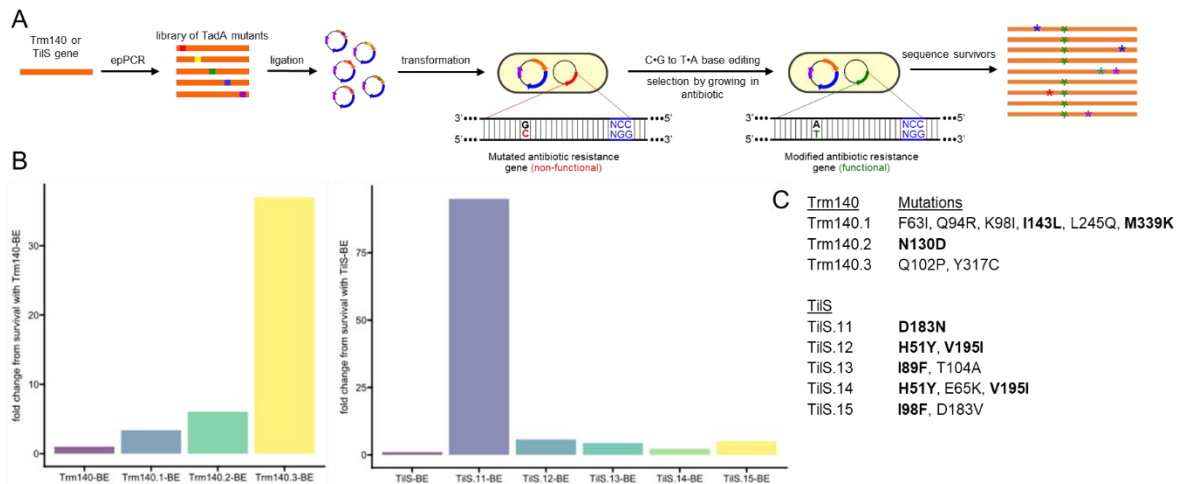 A
Trm140 or
TilS gene
epPCR
library of TadA mutants
ligation
transformation
C•G to T•A base editing
selection by growing in
antibiotic
sequence survivors
3'
G
NCC
5'
5'
C
NGG
3'
Mutated antibiotic resistance
gene (non-functional)
3'
A
NCC
5'
5'
T
NGG
3'
Modified antibiotic resistance
gene (functional)
B
fold change from survival with Trm140-BE
30
20
10
0
Trm140-BE
Trm140.1-BE
Trm140.2-BE
Trm140.3-BE
fold change from survival with TilS-BE
75
50
25
0
TilS-BE
TilS.11-BE
TilS.12-BE
TilS.13-BE
TilS.14-BE
TilS.15-BE
C
Trm140 Mutations
Trm140.1 F63I, Q94R, K98I, I143L, L245Q, M339K
Trm140.2 N130D
Trm140.3 Q102P, Y317C
TilS
TilS.11 D183N
TilS.12 H51Y, V195I
TilS.13 I89F, T104A
TilS.14 H51Y, E65K, V195I
TilS.15 I98F, D183V